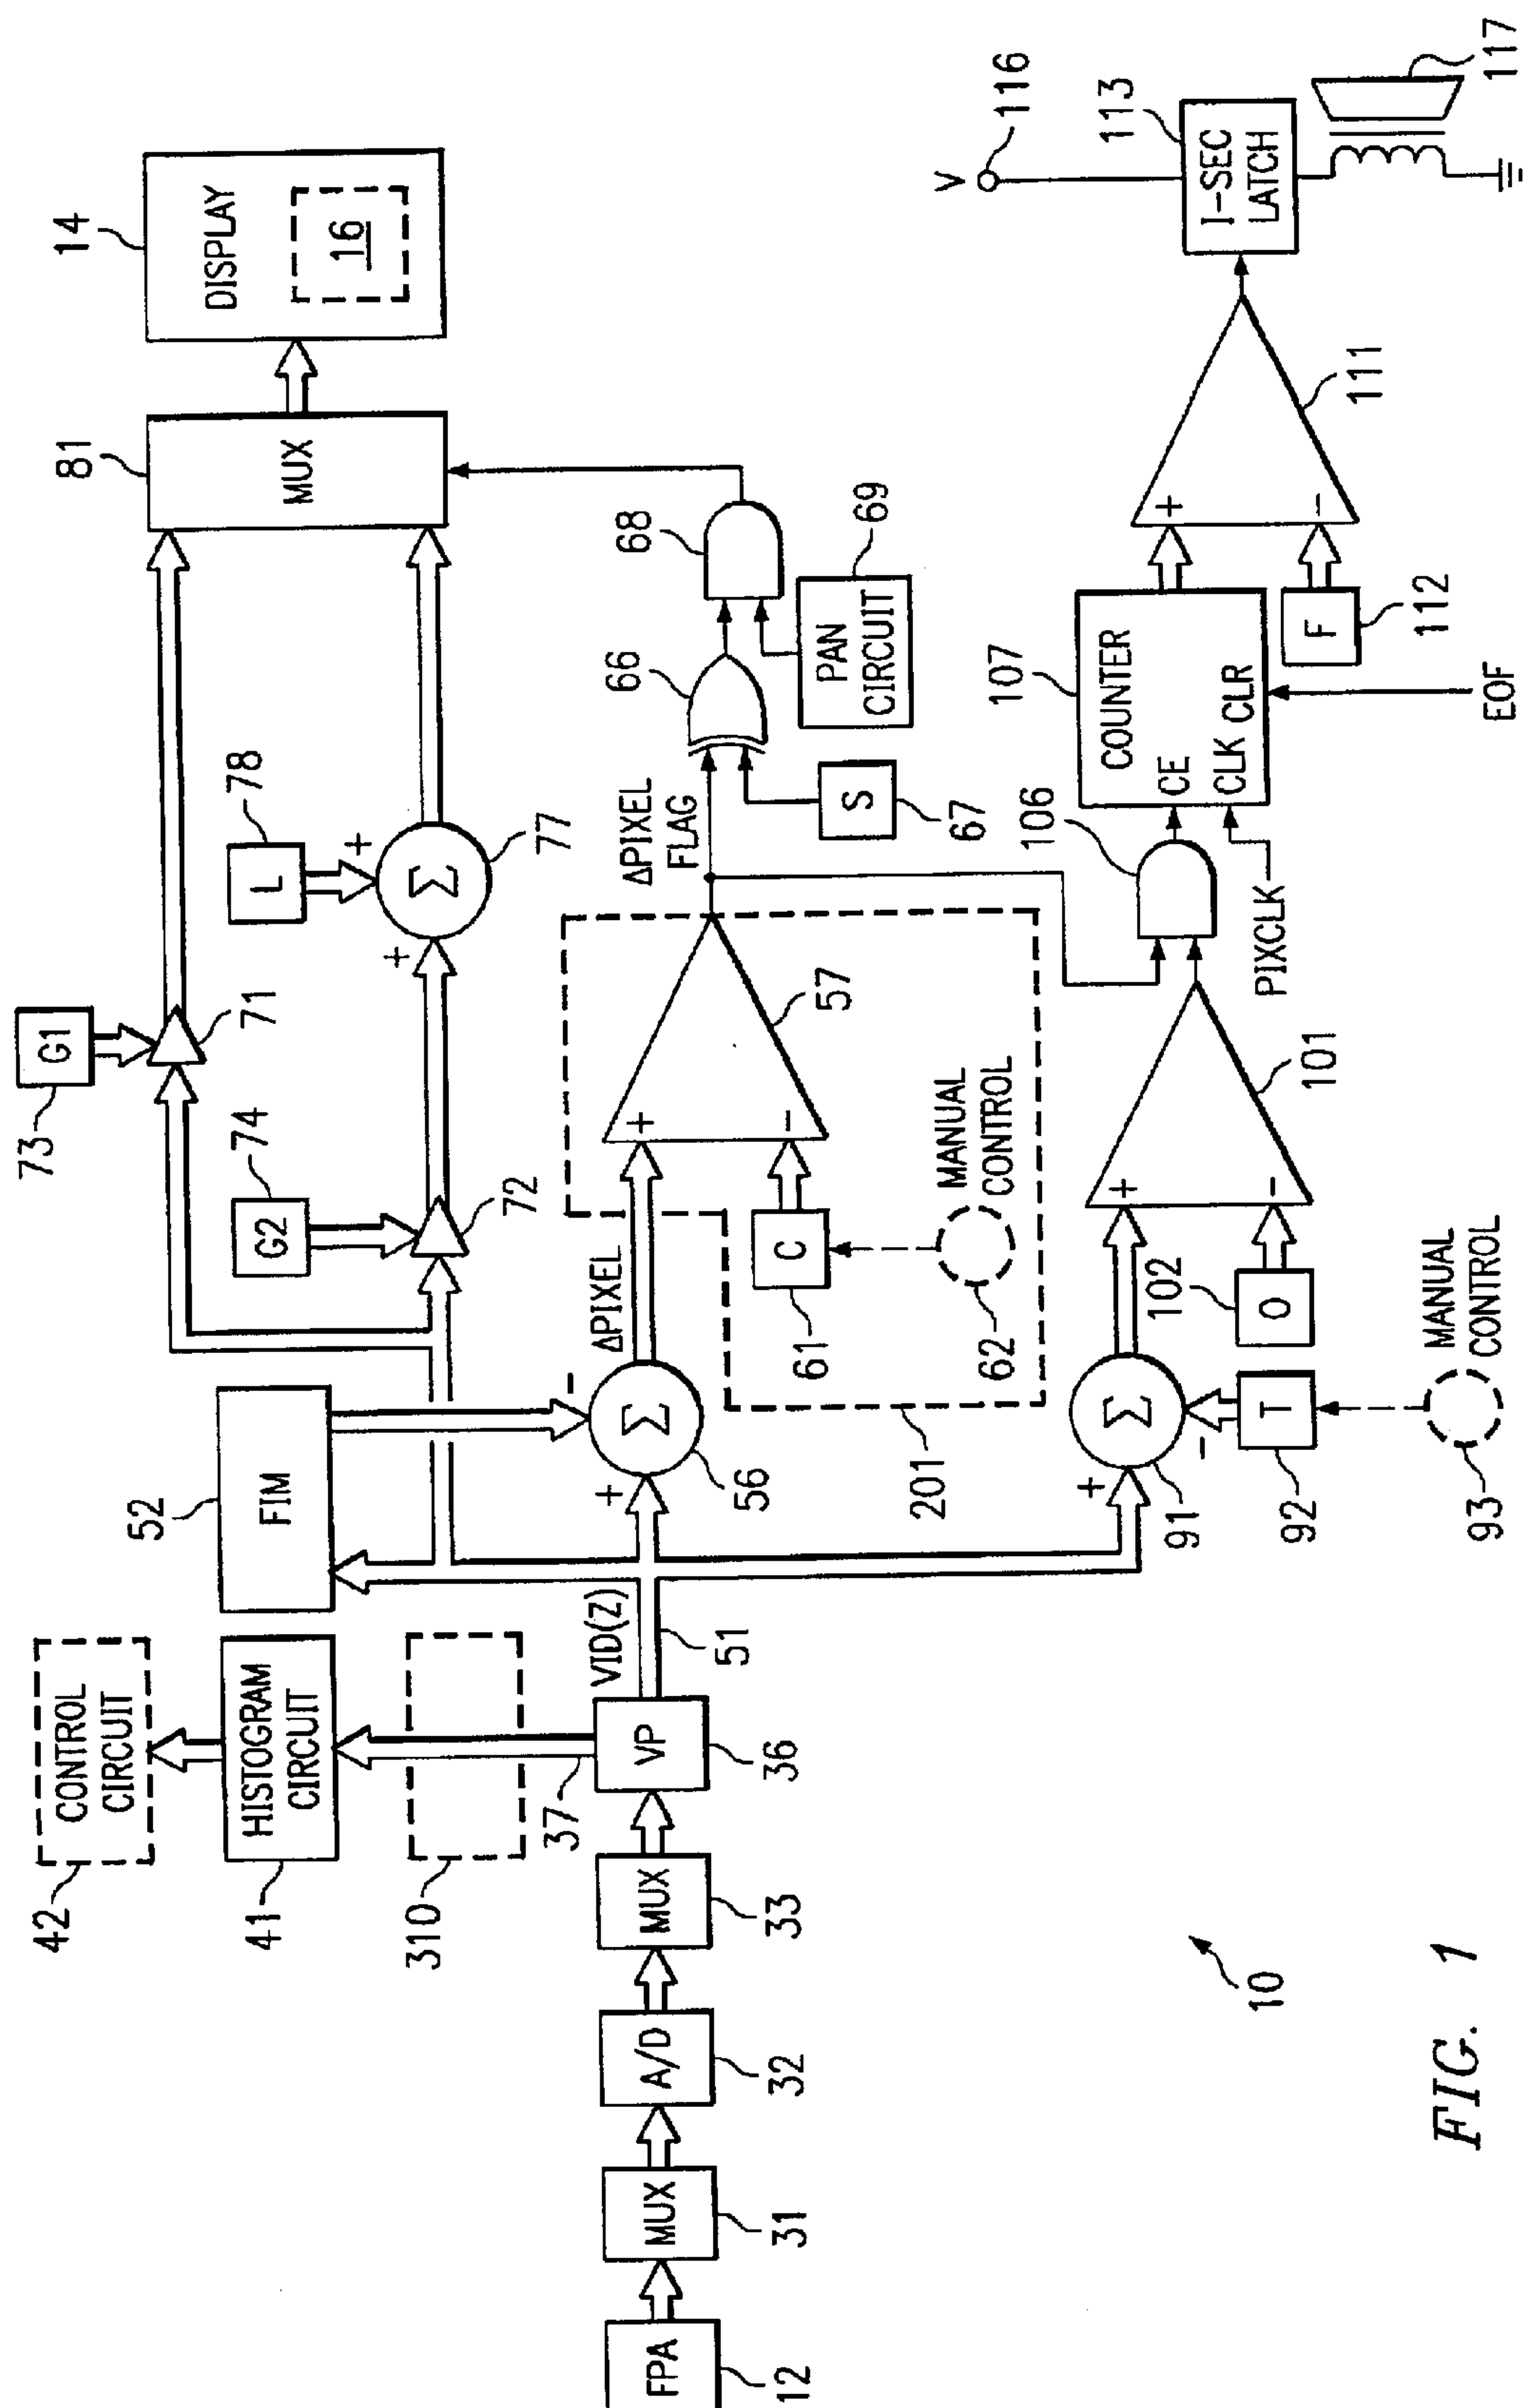 42
CONTROL
CIRCUIT
41
HISTOGRAM
CIRCUIT
310
37
52
FIM
73
G1
71
74
G2
72
78
L
+
+
77
81
MUX
14
DISPLAY
16
FPA
12
MUX
31
A/D
32
MUX
33
VP
36
VID(Z)
51
+
-
Σ
56
ΔPIXEL
+
-
57
C
61
MANUAL
CONTROL
62
201
ΔPIXEL
FLAG
S
67
66
68
PAN
CIRCUIT
69
Σ
+
Σ
91
-
T
92
MANUAL
CONTROL
93
+
-
101
O
102
106
PIXCLK
107
COUNTER
CE
CLK
CLR
EOF
F
112
+
-
111
V
116
I-SEC
LATCH
113
117
10
FIG. 1